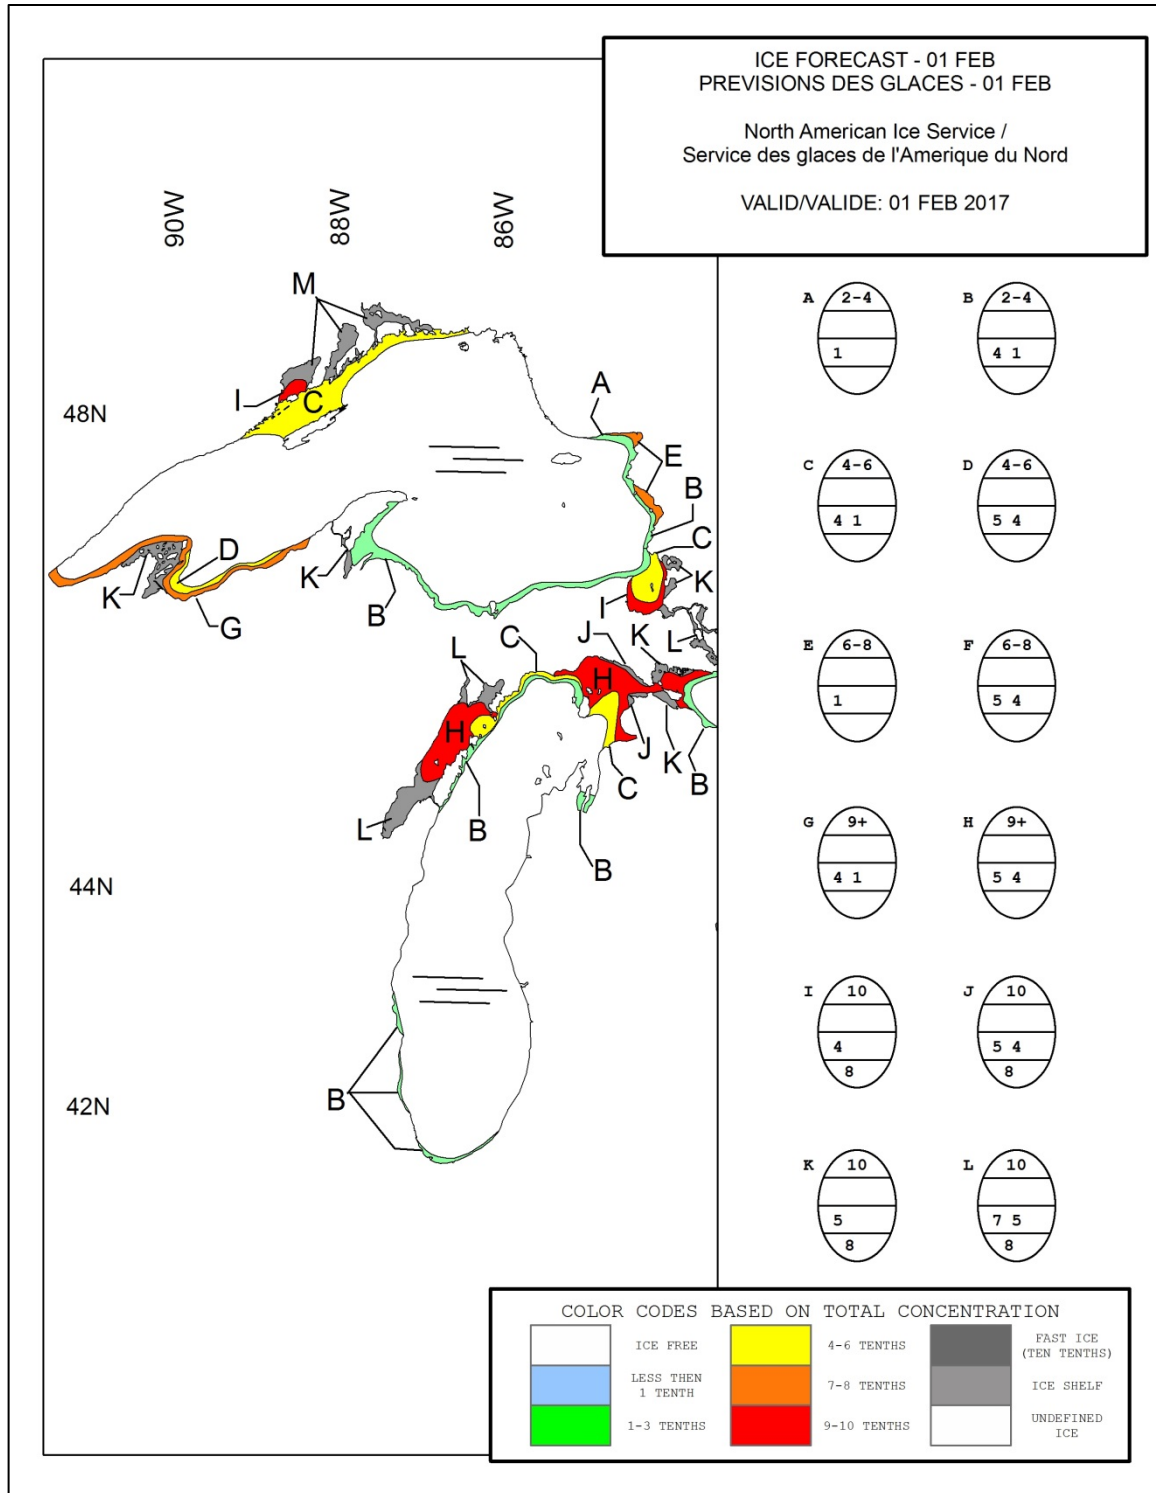 ICE FORECAST - 01 FEB
PREVISIONS DES GLACES - 01 FEB
North American Ice Service /
Service des glaces de l'Amerique du Nord
VALID/VALIDE: 01 FEB 2017
90W 88W 86W
48N
44N
42N
M
I
C
A
E
B
C
K
D
K
G
K
B
I
L
J
K
C
L
H
H
J
K
B
C
L
B
B
B
A 2-4
1
B 2-4
4 1
C 4-6
4 1
D 4-6
5 4
E 6-8
1
F 6-8
5 4
G 9+
4 1
H 9+
5 4
I 10
4
8
J 10
5 4
8
K 10
5
8
L 10
7 5
8
COLOR CODES BASED ON TOTAL CONCENTRATION
ICE FREE
LESS THEN
1 TENTH
1-3 TENTHS
4-6 TENTHS
7-8 TENTHS
9-10 TENTHS
FAST ICE
(TEN TENTHS)
ICE SHELF
UNDEFINED
ICE